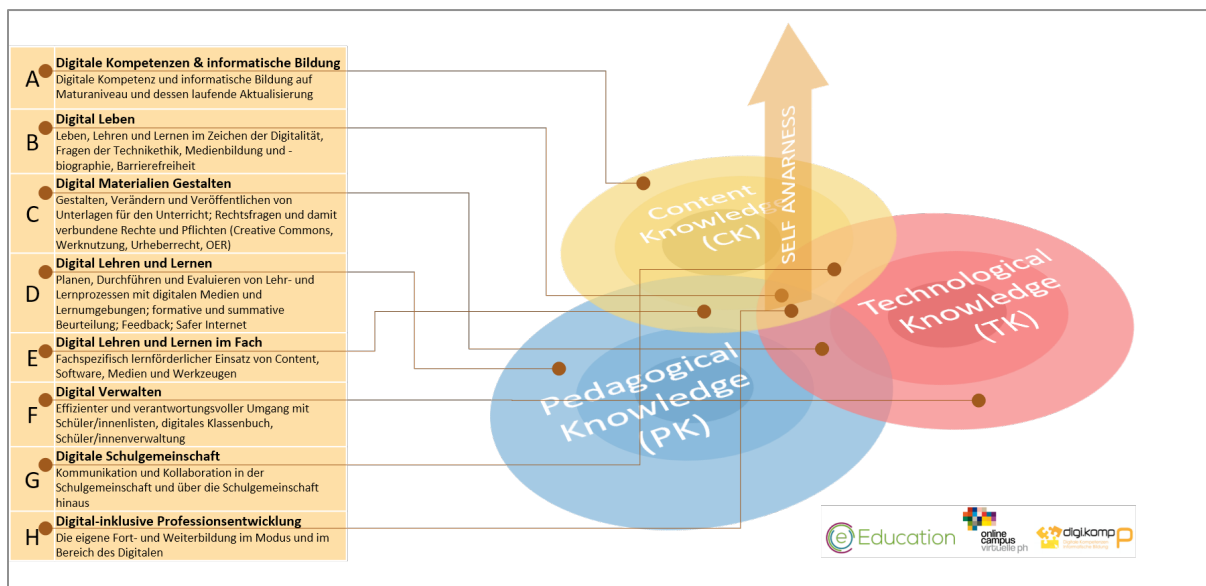 A
Digitale Kompetenzen & informatische Bildung
Digitale Kompetenz und informatische Bildung auf
Maturaniveau und dessen laufende Aktualisierung
B
Digital Leben
Leben, Lehren und Lernen im Zeichen der Digitalität,
Fragen der Technikethik, Medienbildung und -
biographie, Barrierefreiheit
C
Digital Materialien Gestalten
Gestalten, Verändern und Veröffentlichen von
Unterlagen für den Unterricht; Rechtsfragen und damit
verbundene Rechte und Pflichten (Creative Commons,
Werknutzung, Urheberrecht, OER)
D
Digital Lehren und Lernen
Planen, Durchführen und Evaluieren von Lehr- und
Lernprozessen mit digitalen Medien und
Lernumgebungen; formative und summative
Beurteilung; Feedback; Safer Internet
E
Digital Lehren und Lernen im Fach
Fachspezifisch lernförderlicher Einsatz von Content,
Software, Medien und Werkzeugen
F
Digital Verwalten
Effizienter und verantwortungsvoller Umgang mit
Schüler/innenlisten, digitales Klassenbuch,
Schüler/innenverwaltung
G
Digitale Schulgemeinschaft
Kommunikation und Kollaboration in der
Schulgemeinschaft und über die Schulgemeinschaft
hinaus
H
Digital-inklusive Professionsentwicklung
Die eigene Fort- und Weiterbildung im Modus und im
Bereich des Digitalen
SELF AWARNESS
Content
Knowledge
(CK)
Technological
Knowledge
(TK)
Pedagogical
Knowledge
(PK)
e Education
online
campus
virtuelle ph
digi.komp P